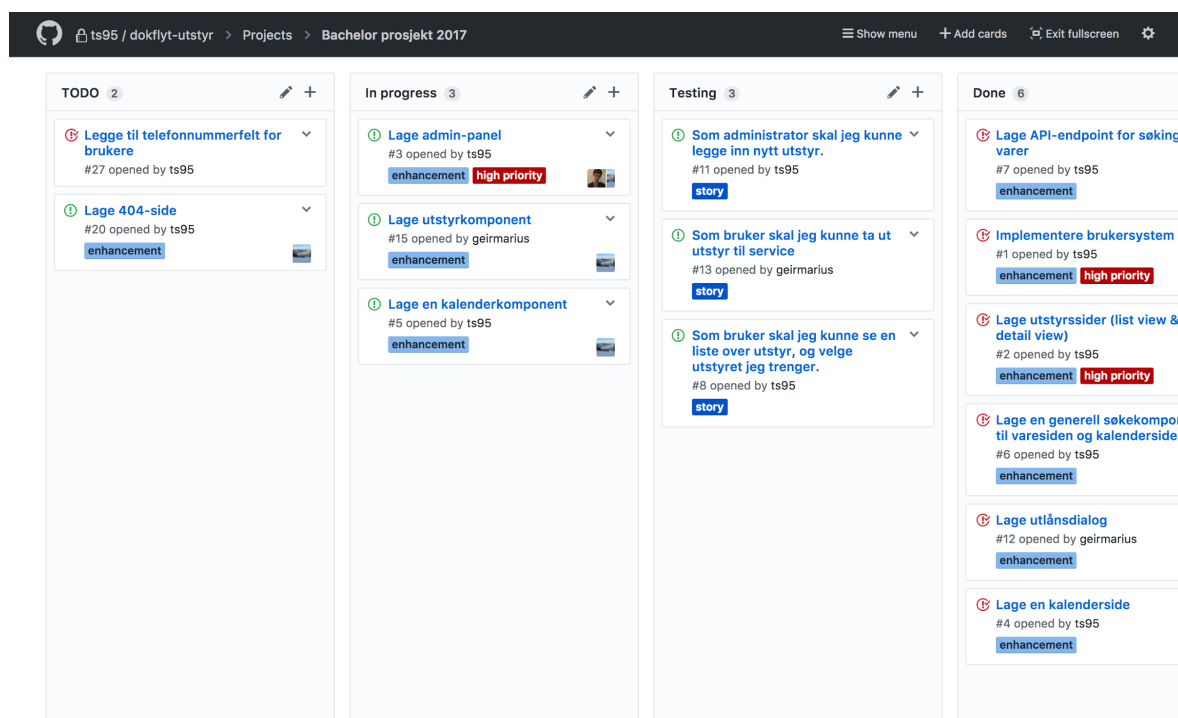 ts95 / dokflyt-utstyr > Projects > Bachelor prosjekt 2017
Show menu
Add cards
Exit fullscreen
TODO 2
Legge til telefonnummerfelt for
brukere
#27 opened by ts95
Lage 404-side
#20 opened by ts95
enhancement
In progress 3
Lage admin-panel
#3 opened by ts95
enhancement high priority
Lage utstyrkomponent
#15 opened by geirmarius
enhancement
Lage en kalenderkomponent
#5 opened by ts95
enhancement
Testing 3
Som administrator skal jeg kunne
legge inn nytt utstyr.
#11 opened by ts95
story
Som bruker skal jeg kunne ta ut
utstyr til service
#13 opened by geirmarius
story
Som bruker skal jeg kunne se en
liste over utstyr, og velge
utstyret jeg trenger.
#8 opened by ts95
story
Done 6
Lage API-endpoint for søking
varer
#7 opened by ts95
enhancement
Implementere brukersystem
#1 opened by ts95
enhancement high priority
Lage utstyrssider (list view &
detail view)
#2 opened by ts95
enhancement high priority
Lage en generell søkekompo
til varesiden og kalenderside
#6 opened by ts95
enhancement
Lage utlånsdialog
#12 opened by geirmarius
enhancement
Lage en kalenderside
#4 opened by ts95
enhancement